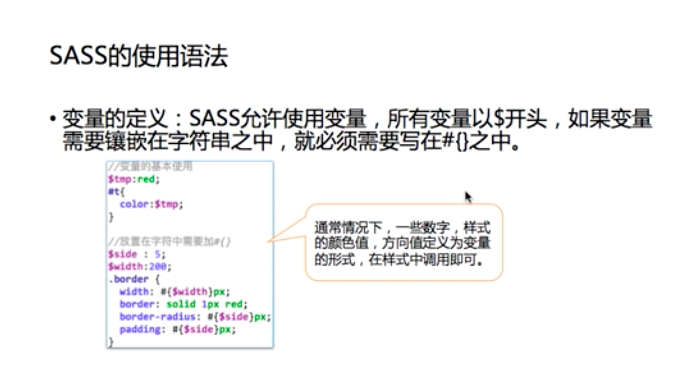 SASS的使用语法
• 变量的定义：SASS允许使用变量，所有变量以$开头，如果变量
需要镶嵌在字符串之中，就必须需要写在#{}之中。
//变量的基本使用
$tmp:red;
#t{
  color:$tmp;
}
//放置在字符中需要加#()
$side : 5;
$width:200;
.border {
  width: #{$width}px;
  border: solid 1px red;
  border-radius: #{$side}px;
  padding: #{$side}px;
}
通常情况下，一些数字，样式
的颜色值，方向值定义为变量
的形式，在样式中调用即可。